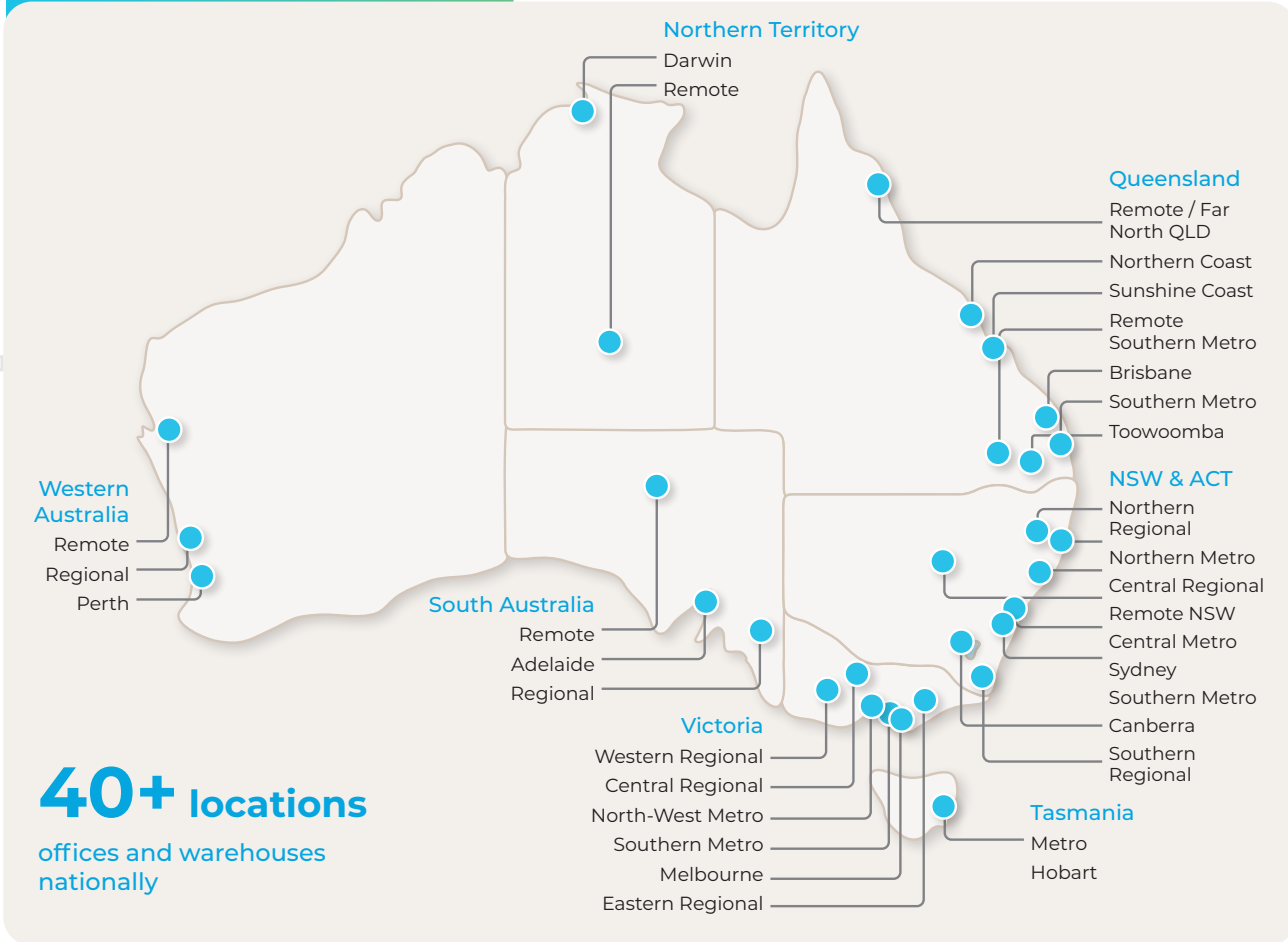 Northern Territory
Darwin
Remote
Queensland
Remote / Far
North QLD
Northern Coast
Sunshine Coast
Remote
Southern Metro
Brisbane
Southern Metro
Toowoomba
NSW & ACT
Northern
Regional
Northern Metro
Central Regional
Remote NSW
Central Metro
Sydney
Southern Metro
Canberra
Southern
Regional
Western
Australia
Remote
Regional
Perth
South Australia
Remote
Adelaide
Regional
Victoria
Western Regional
Central Regional
North-West Metro
Southern Metro
Melbourne
Eastern Regional
Tasmania
Metro
Hobart
40+ locations
offices and warehouses
nationally